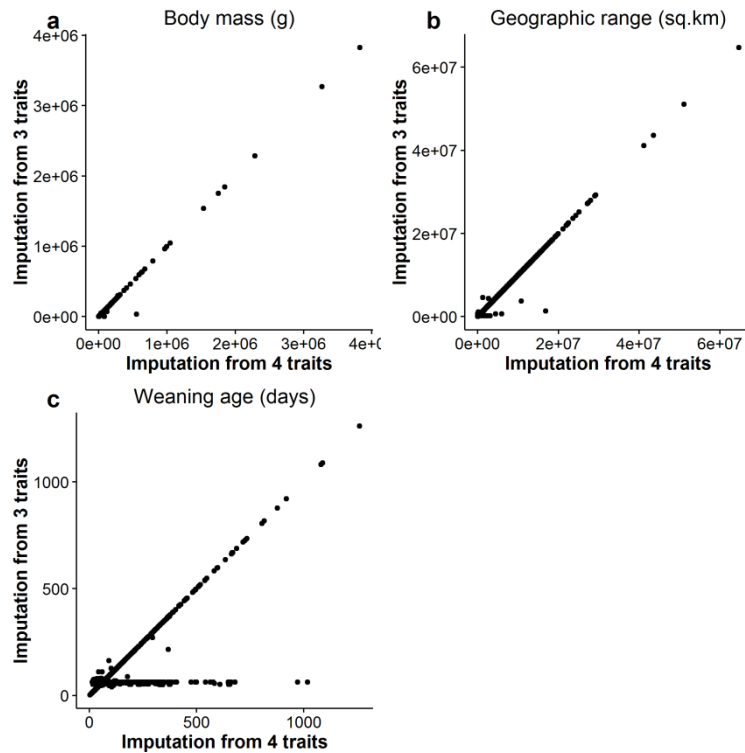 a Body mass (g)
4e+06
3e+06
2e+06
1e+06
0e+00
Imputation from 3 traits
0e+00 1e+06 2e+06 3e+06 4e+0
Imputation from 4 traits
b Geographic range (sq.km)
6e+07
4e+07
2e+07
0e+00
Imputation from 3 traits
0e+00 2e+07 4e+07 6e+07
Imputation from 4 traits
c Weaning age (days)
1000
500
0
Imputation from 3 traits
0 500 1000
Imputation from 4 traits